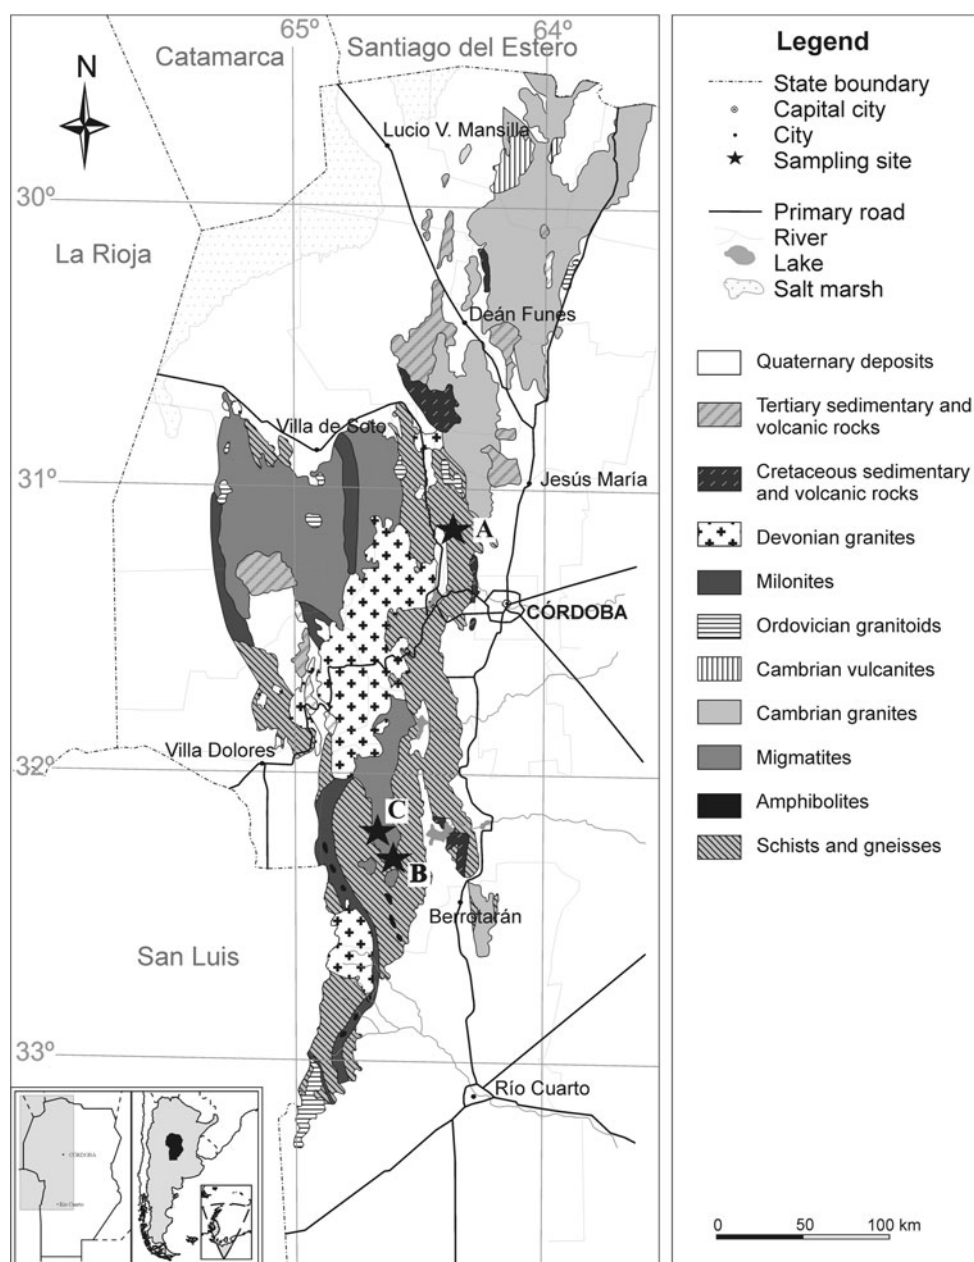 65º
64º
Catamarca
Santiago del Estero
N
Lucio V. Mansilla
30º
La Rioja
Deán Funes
Villa de Soto
31º
Jesús María
A
CÓRDOBA
Villa Dolores
32º
C
B
Berrotarán
San Luis
33º
Río Cuarto
CÓRDOBA
Río Cuarto
Legend
State boundary
Capital city
City
Sampling site
Primary road
River
Lake
Salt marsh
Quaternary deposits
Tertiary sedimentary and
volcanic rocks
Cretaceous sedimentary
and volcanic rocks
Devonian granites
Milonites
Ordovician granitoids
Cambrian vulcanites
Cambrian granites
Migmatites
Amphibolites
Schists and gneisses
0 50 100 km